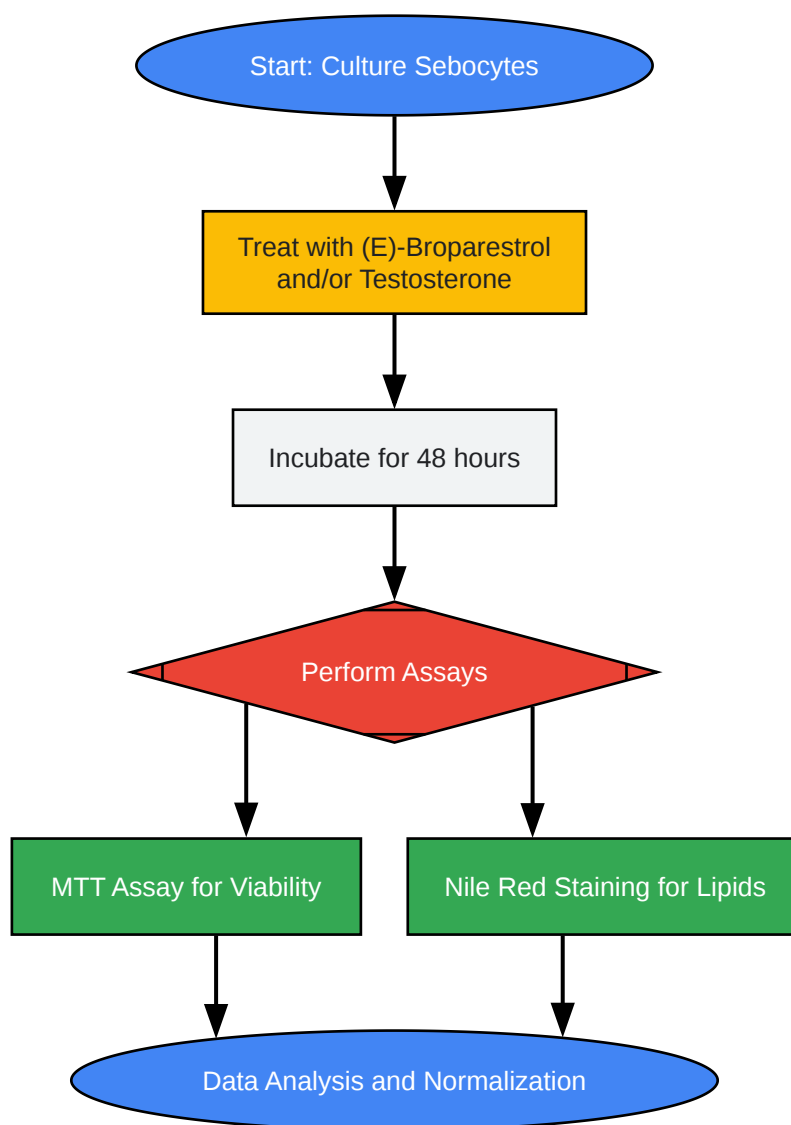 Start: Culture Sebocytes
Treat with (E)-Broparestrol
and/or Testosterone
Incubate for 48 hours
Perform Assays
MTT Assay for Viability
Nile Red Staining for Lipids
Data Analysis and Normalization